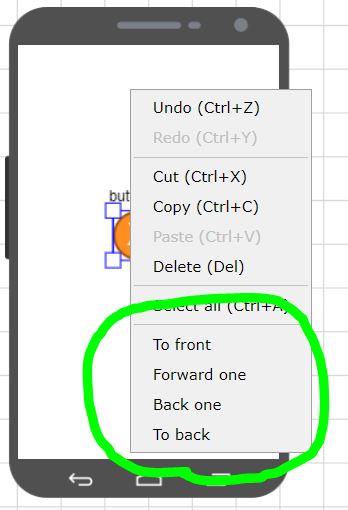 Undo (Ctrl+Z)
Redo (Ctrl+Y)
Cut (Ctrl+X)
Copy (Ctrl+C)
Paste (Ctrl+V)
but
Delete (Del)
Select all (Ctrl+A)
To front
Forward one
Back one
To back